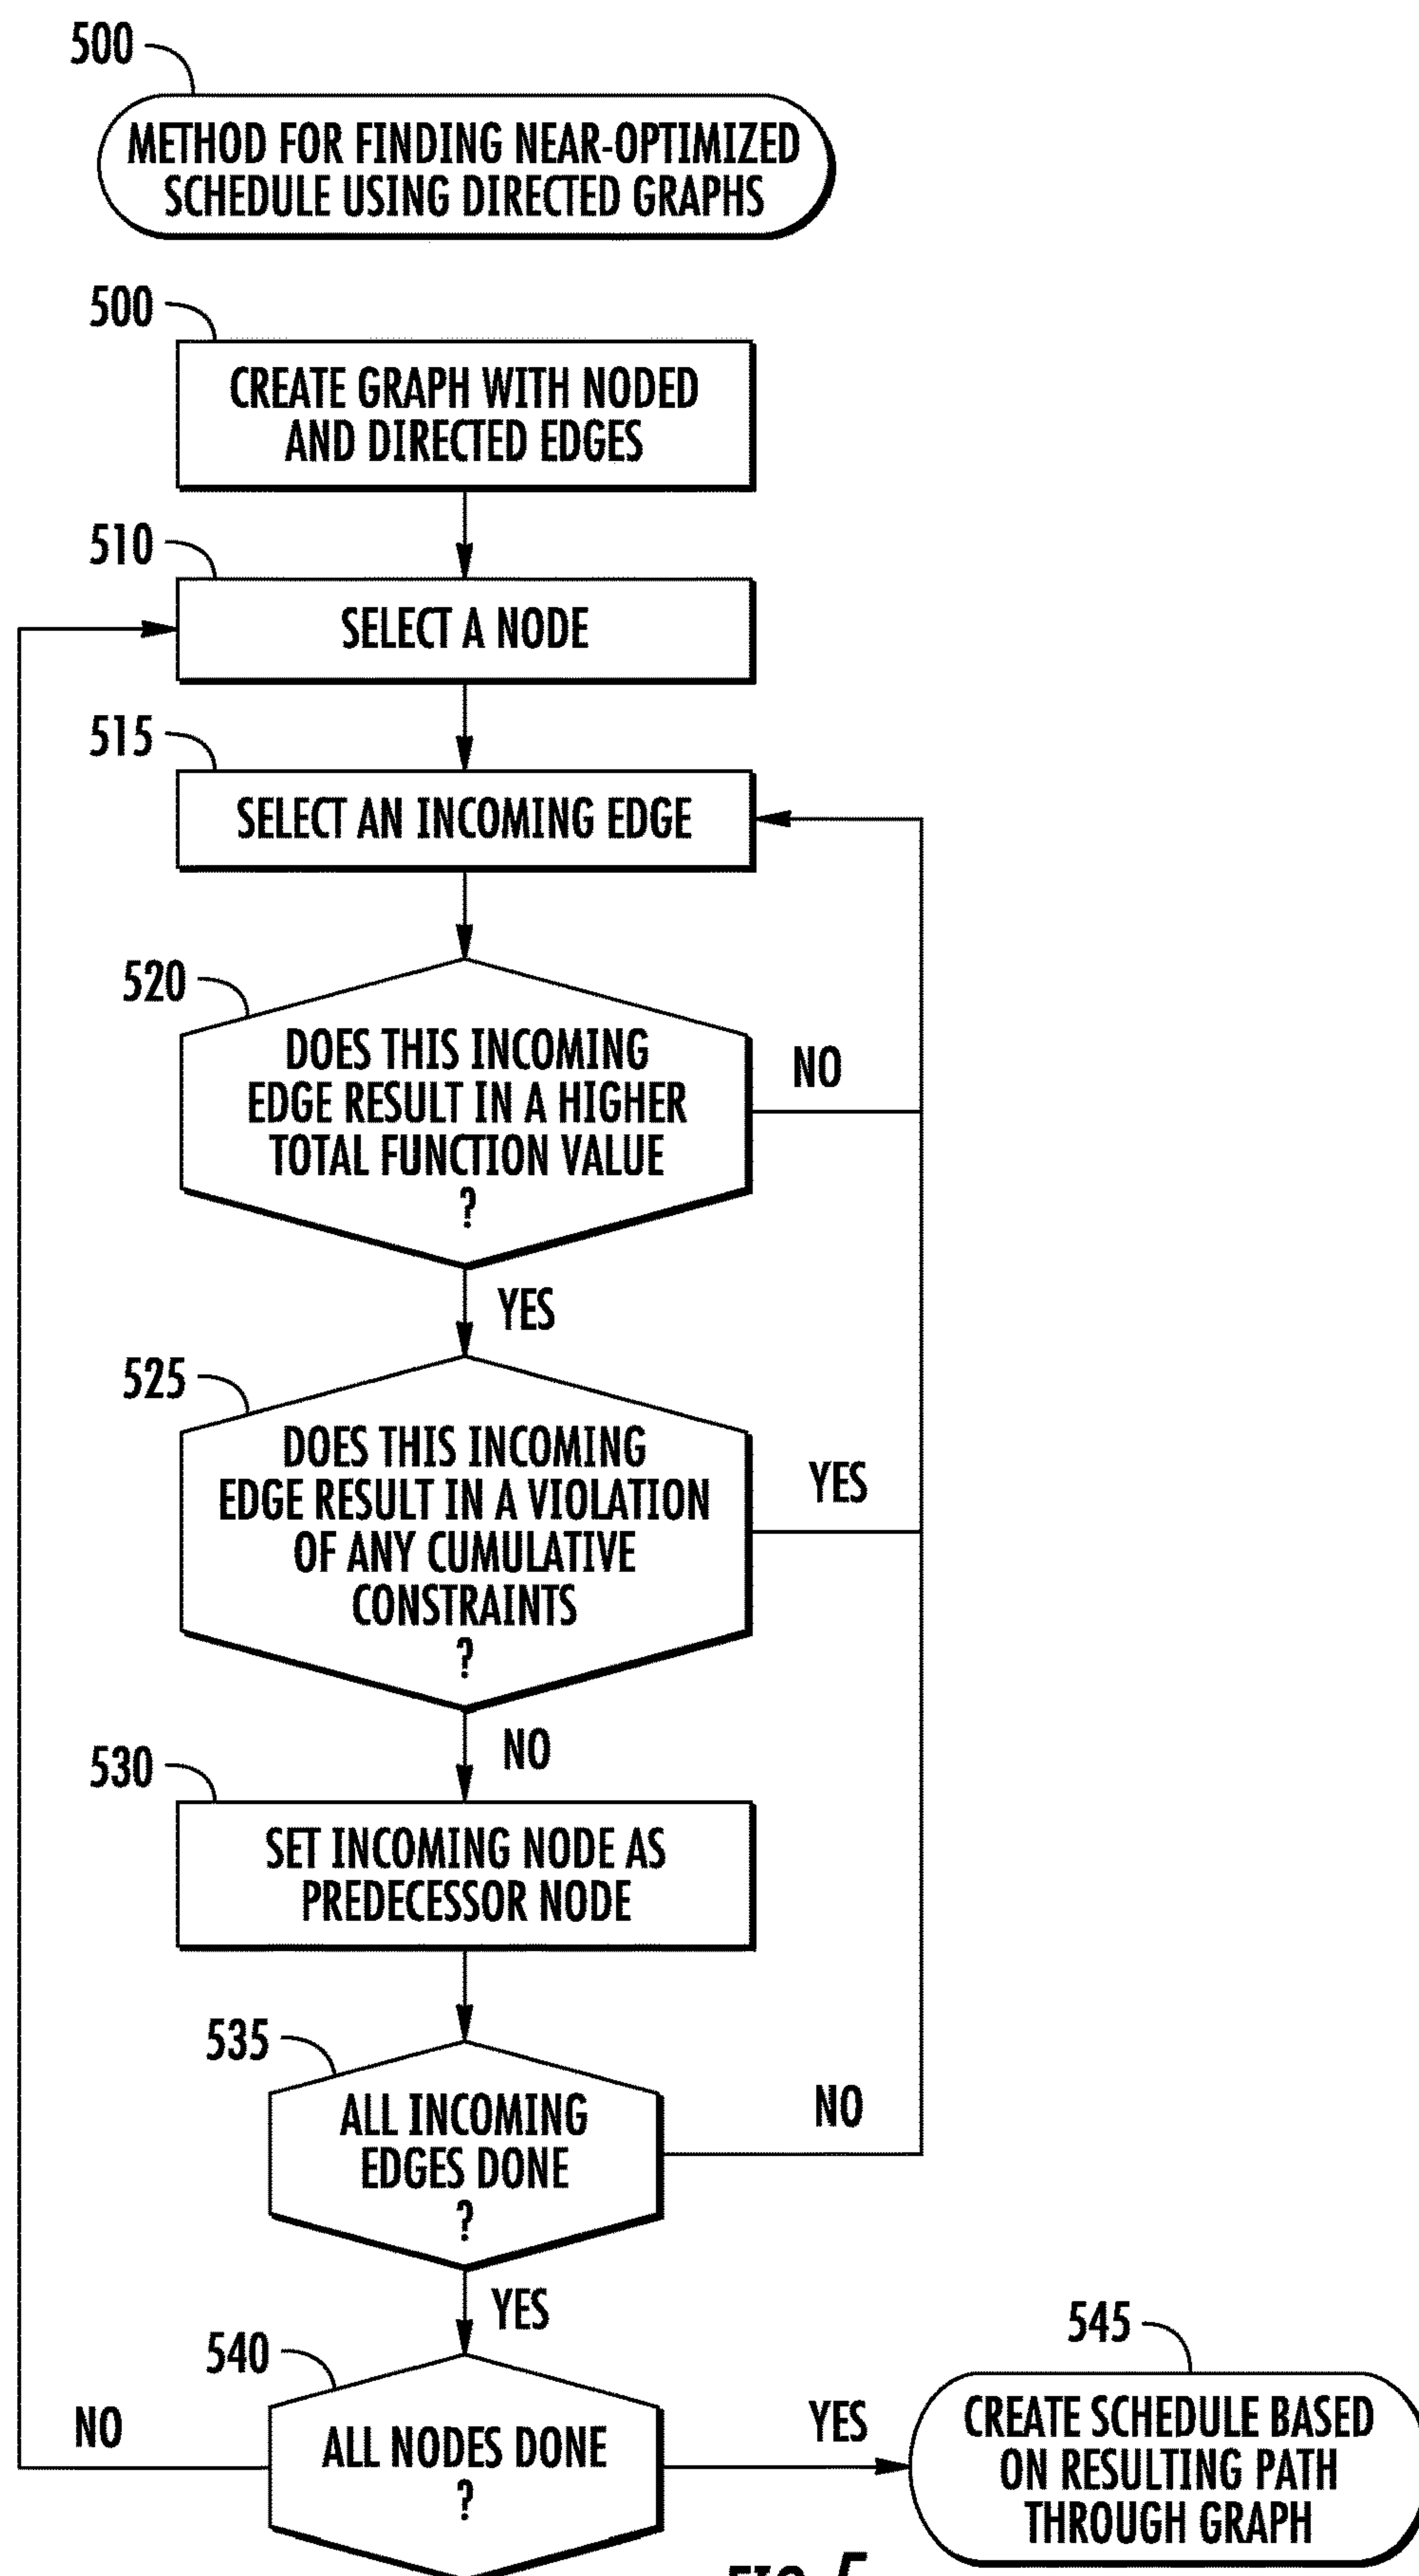 500
METHOD FOR FINDING NEAR-OPTIMIZED
SCHEDULE USING DIRECTED GRAPHS
500
CREATE GRAPH WITH NODED
AND DIRECTED EDGES
510
SELECT A NODE
515
SELECT AN INCOMING EDGE
520
DOES THIS INCOMING
EDGE RESULT IN A HIGHER
TOTAL FUNCTION VALUE
?
NO
YES
525
DOES THIS INCOMING
EDGE RESULT IN A VIOLATION
OF ANY CUMULATIVE
CONSTRAINTS
?
YES
NO
530
SET INCOMING NODE AS
PREDECESSOR NODE
535
ALL INCOMING
EDGES DONE
?
NO
YES
540
ALL NODES DONE
?
NO
YES
545
CREATE SCHEDULE BASED
ON RESULTING PATH
THROUGH GRAPH